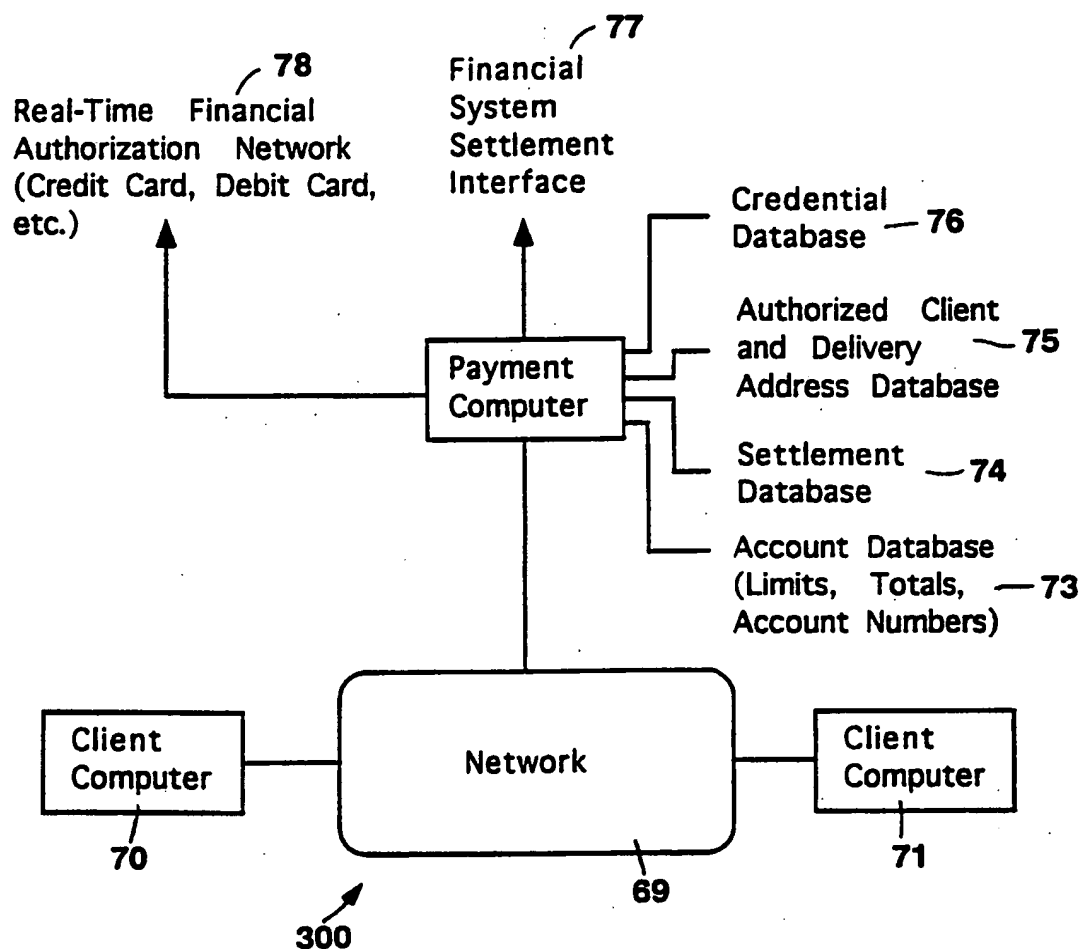 77
78
Real-Time Financial
Authorization Network
(Credit Card, Debit Card,
etc.)
Financial
System
Settlement
Interface
Credential
Database
76
Authorized Client
and Delivery
Address Database
75
Payment
Computer
Settlement
Database
74
Account Database
(Limits, Totals,
Account Numbers)
73
Client
Computer
70
Network
69
Client
Computer
71
300